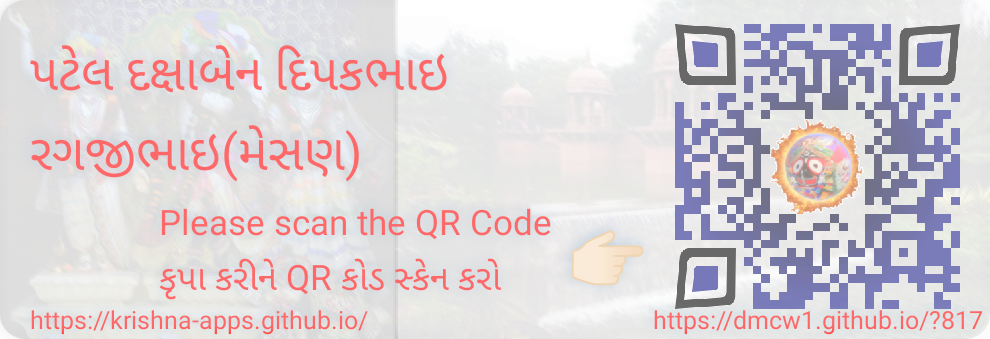 પટેલ દક્ષાબેન દિપકભાઇ
રગજીભાઇ(મેસણ)
Please scan the QR Code
કૃપા કરીને QR કોડ સ્કેન કરો
https://krishna-apps.github.io/
https://dmcw1.github.io/?817